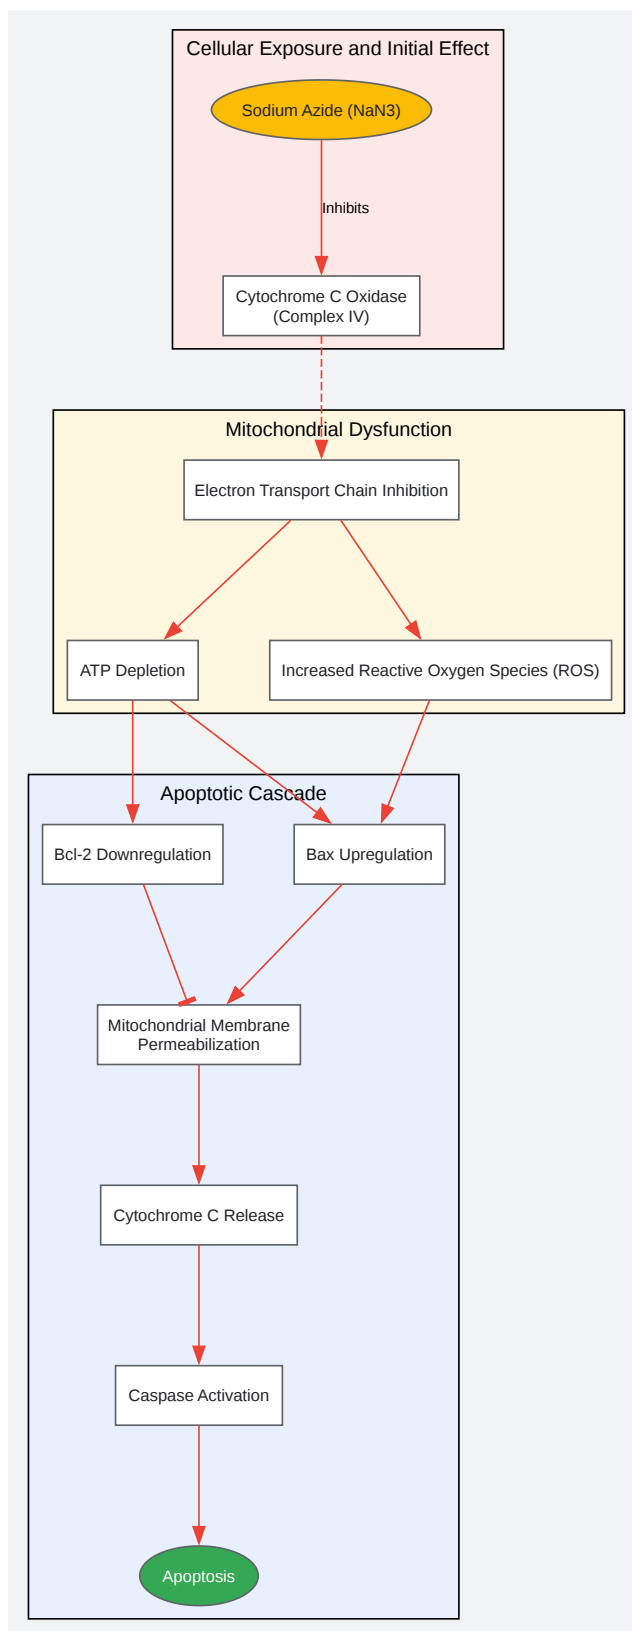 Cellular Exposure and Initial Effect
Sodium Azide (NaN3)
Inhibits
Cytochrome C Oxidase
(Complex IV)
Mitochondrial Dysfunction
Electron Transport Chain Inhibition
ATP Depletion
Increased Reactive Oxygen Species (ROS)
Apoptotic Cascade
Bcl-2 Downregulation
Bax Upregulation
Mitochondrial Membrane
Permeabilization
Cytochrome C Release
Caspase Activation
Apoptosis